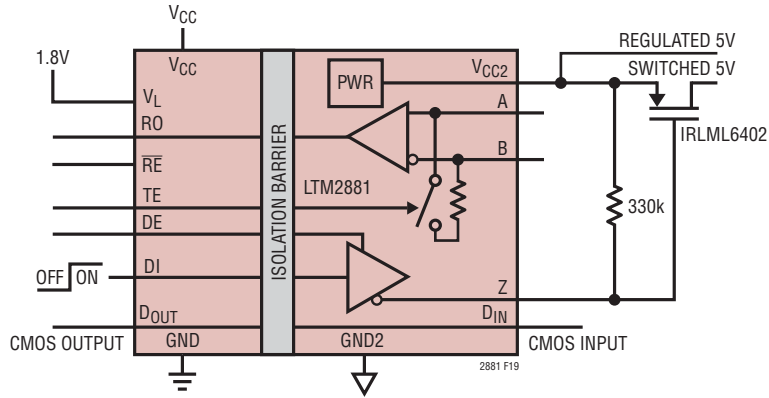 VCC
1.8V
REGULATED 5V
SWITCHED 5V
VCC
PWR
VCC2
VL
A
IRLML6402
RO
B
RE
ISOLATION BARRIER
LTM2881
330k
TE
DE
OFF ON
DI
Z
DOUT
DIN
CMOS OUTPUT
GND
GND2
CMOS INPUT
2881 F19